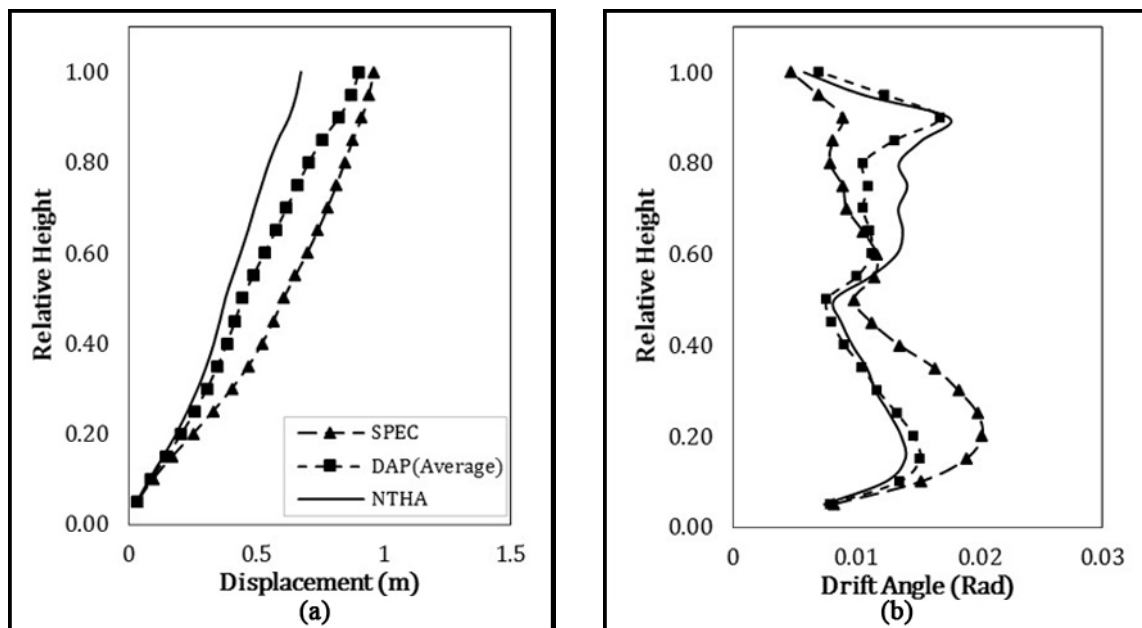 1.00
0.80
0.60
0.40
0.20
0.00
Relative Height
SPEC
DAP(Average)
NTHA
0 0.5 1 1.5
Displacement (m)
(a)
1.00
0.80
0.60
0.40
0.20
0.00
Relative Height
0 0.01 0.02 0.03
Drift Angle (Rad)
(b)